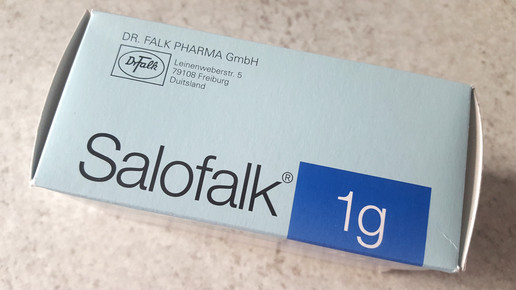 DR. FALK PHARMA GmbH
Dr Falk
Leinenweberstr. 5
79108 Freiburg
Duitsland
Salofalk®
1g